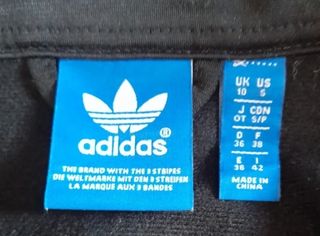 adidas®
THE BRAND WITH THE 3 STRIPES
DIE WELTMARKE MIT DEN 3 STREIFEN
LA MARQUE AUX 3 BANDES
UK US
10 S
J CDN
OT S/P
D F
36 38
E I
38 42
MADE IN
CHINA